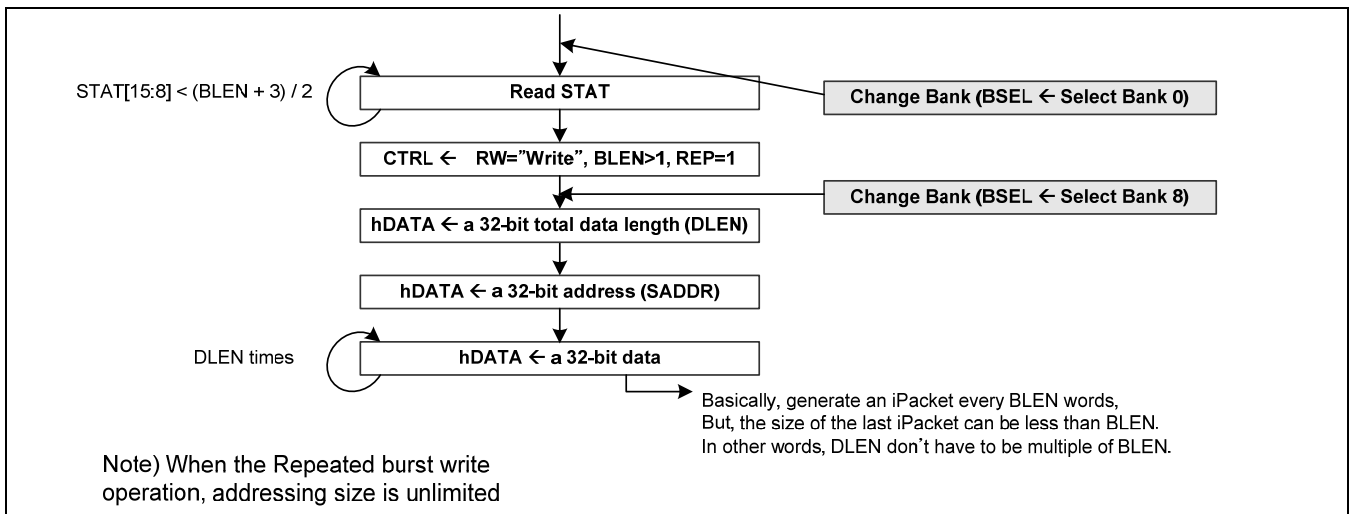 STAT[15:8] < (BLEN + 3) / 2
Read STAT
Change Bank (BSEL ← Select Bank 0)
CTRL ← RW="Write", BLEN>1, REP=1
Change Bank (BSEL ← Select Bank 8)
hDATA ← a 32-bit total data length (DLEN)
hDATA ← a 32-bit address (SADDR)
DLEN times
hDATA ← a 32-bit data
Basically, generate an iPacket every BLEN words,
But, the size of the last iPacket can be less than BLEN.
In other words, DLEN don't have to be multiple of BLEN.
Note) When the Repeated burst write
operation, addressing size is unlimited